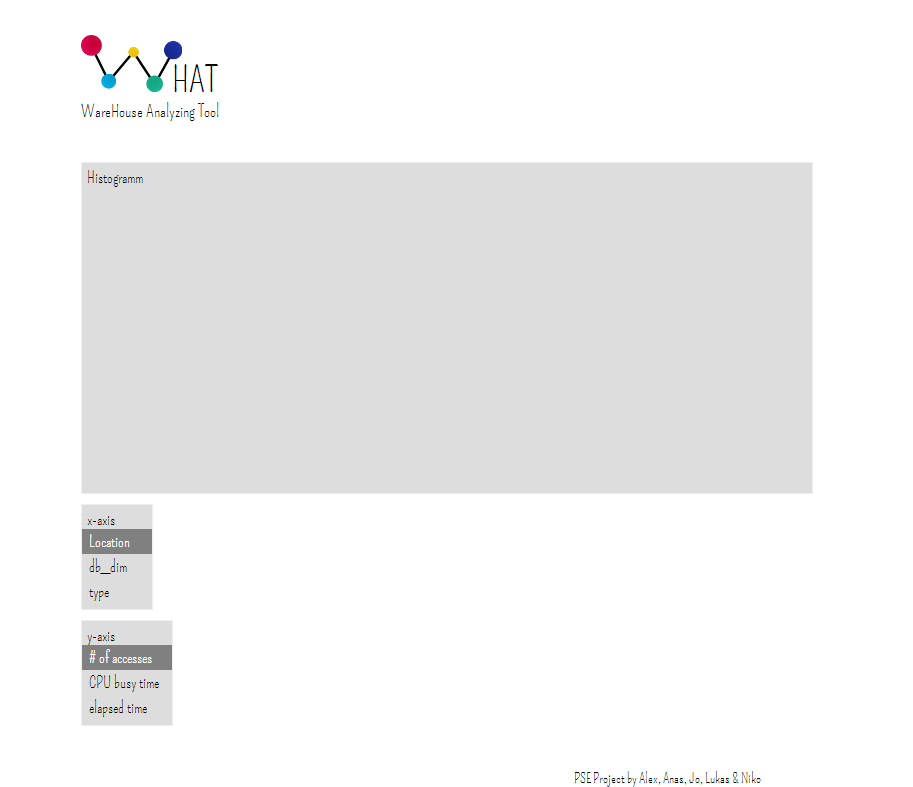 WHAT
WareHouse Analyzing Tool
Histogramm
x-axis
Location
db_dim
type
y-axis
# of accesses
CPU busy time
elapsed time
PSE Project by Alex, Anas, Jo, Lukas & Niko